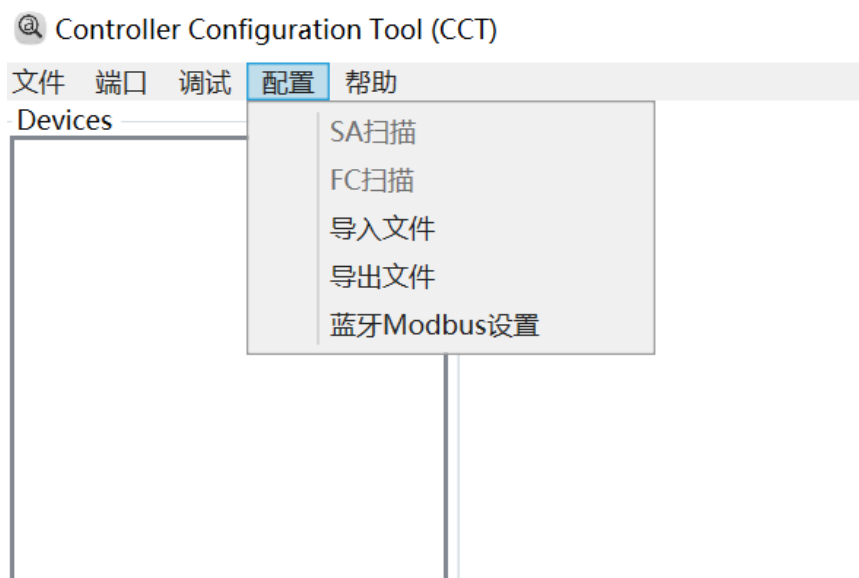 Controller Configuration Tool (CCT)
文件 端口 调试 配置 帮助
Devices
SA扫描
FC扫描
导入文件
导出文件
蓝牙Modbus设置